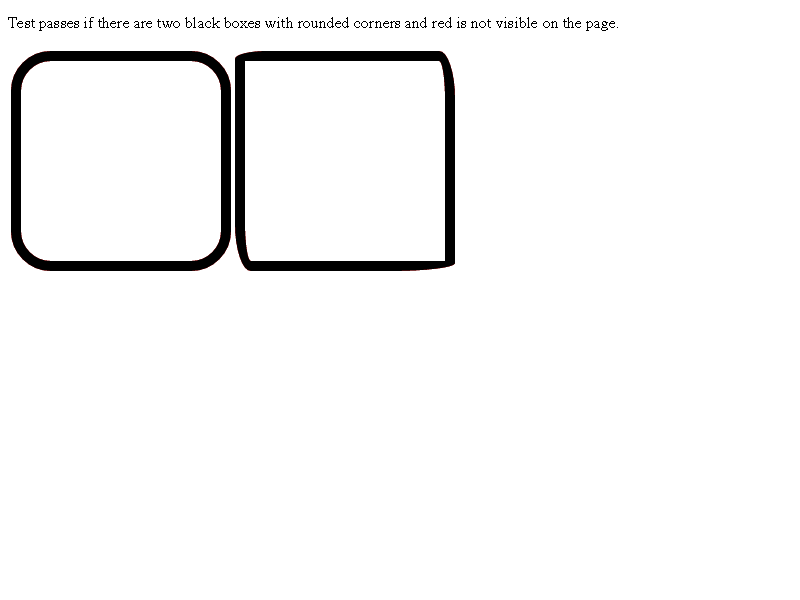 Test passes if there are two black boxes with rounded corners and red is not visible on the page.